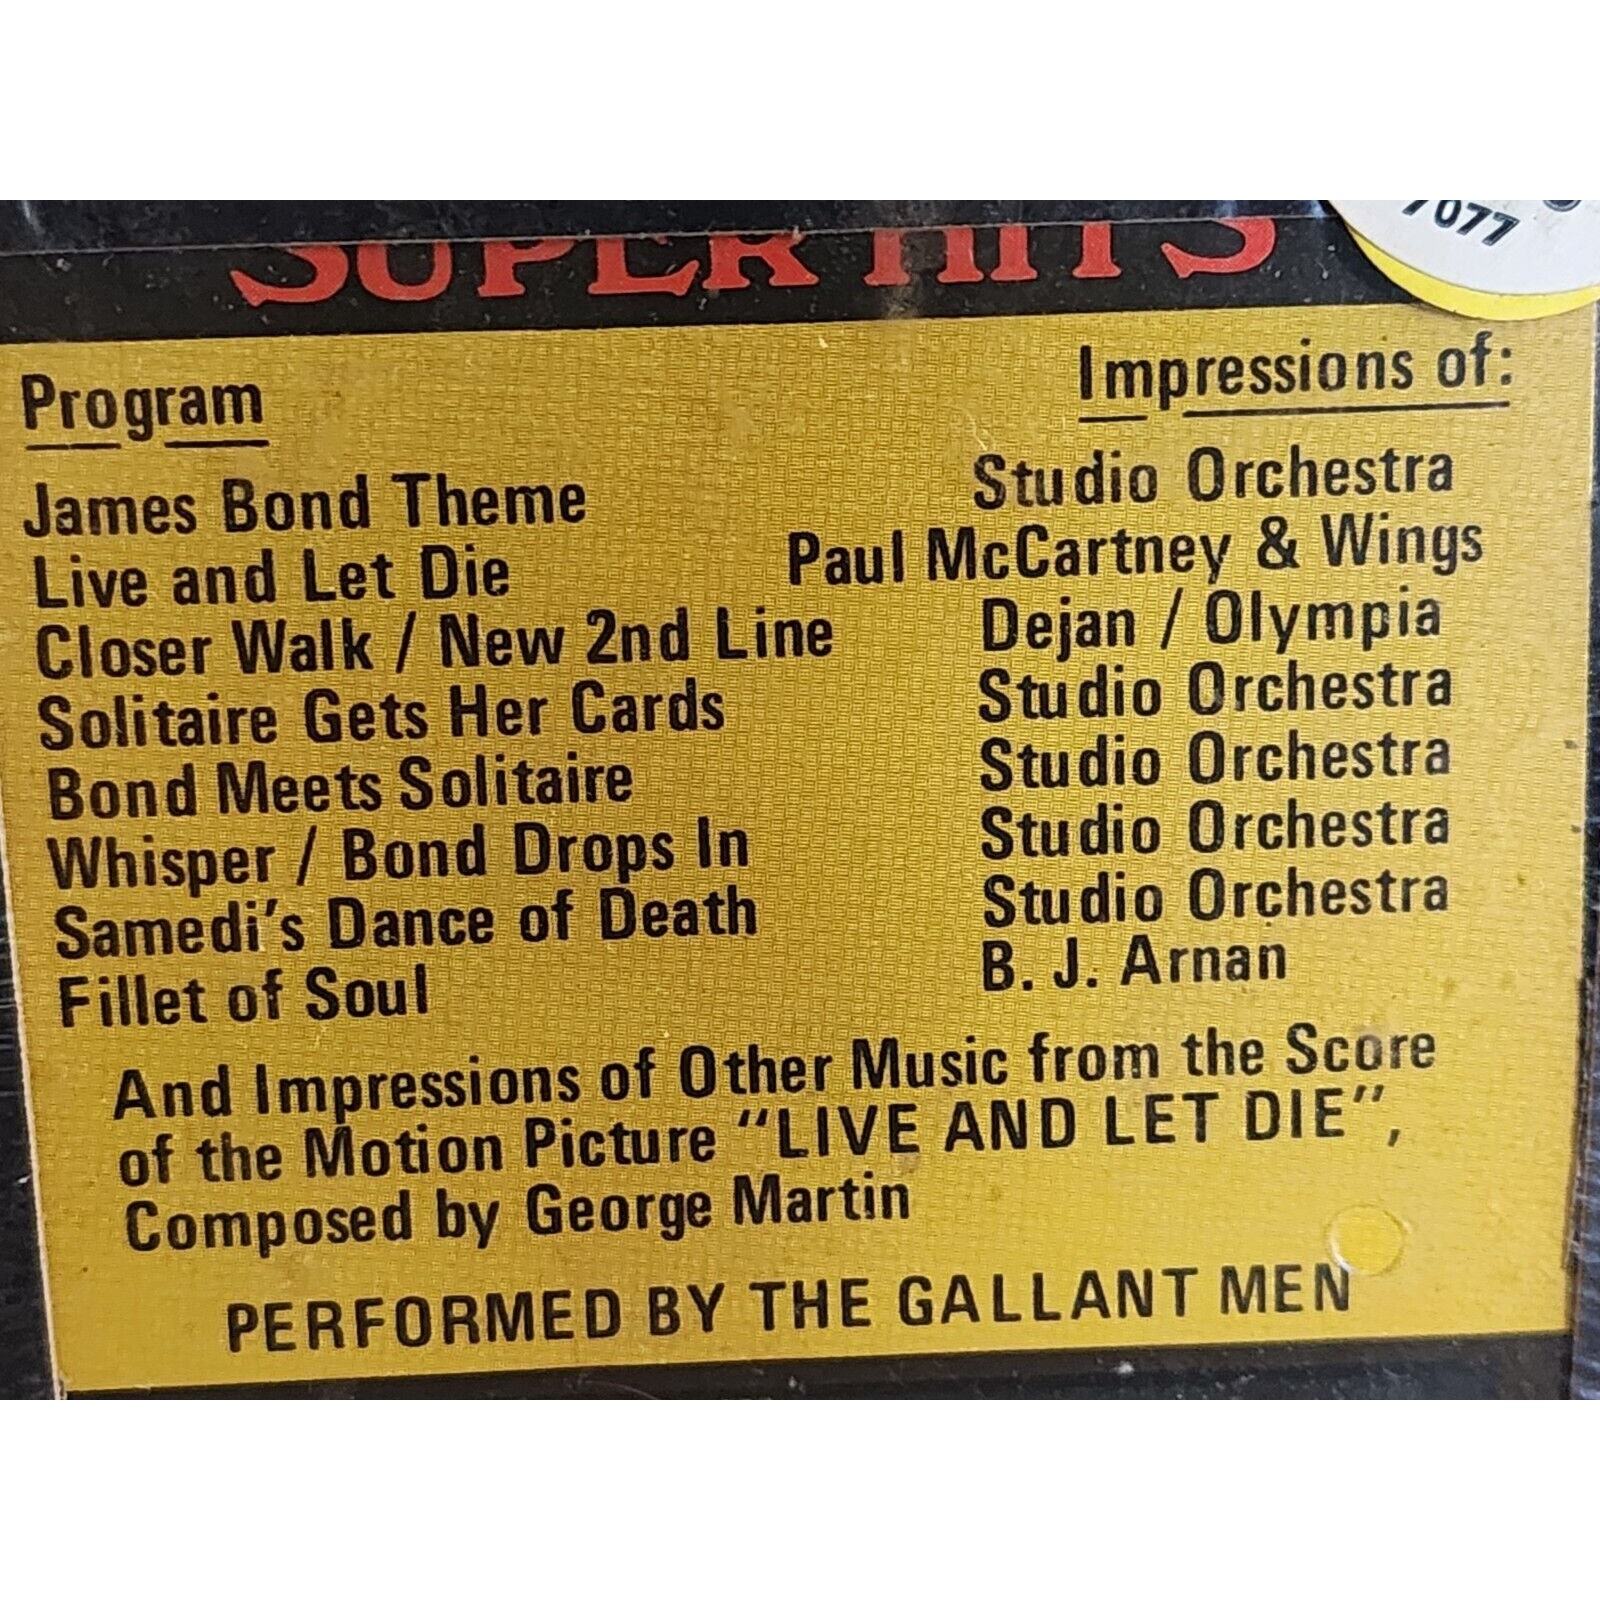 SUPER HITS
7077
Program Impressions of:
James Bond Theme Studio Orchestra
Live and Let Die Paul McCartney & Wings
Closer Walk / New 2nd Line Dejan / Olympia
Solitaire Gets Her Cards Studio Orchestra
Bond Meets Solitaire Studio Orchestra
Whisper / Bond Drops In Studio Orchestra
Samedi's Dance of Death Studio Orchestra
Fillet of Soul B. J. Arnan
And Impressions of Other Music from the Score
of the Motion Picture "LIVE AND LET DIE",
Composed by George Martin
PERFORMED BY THE GALLANT MEN